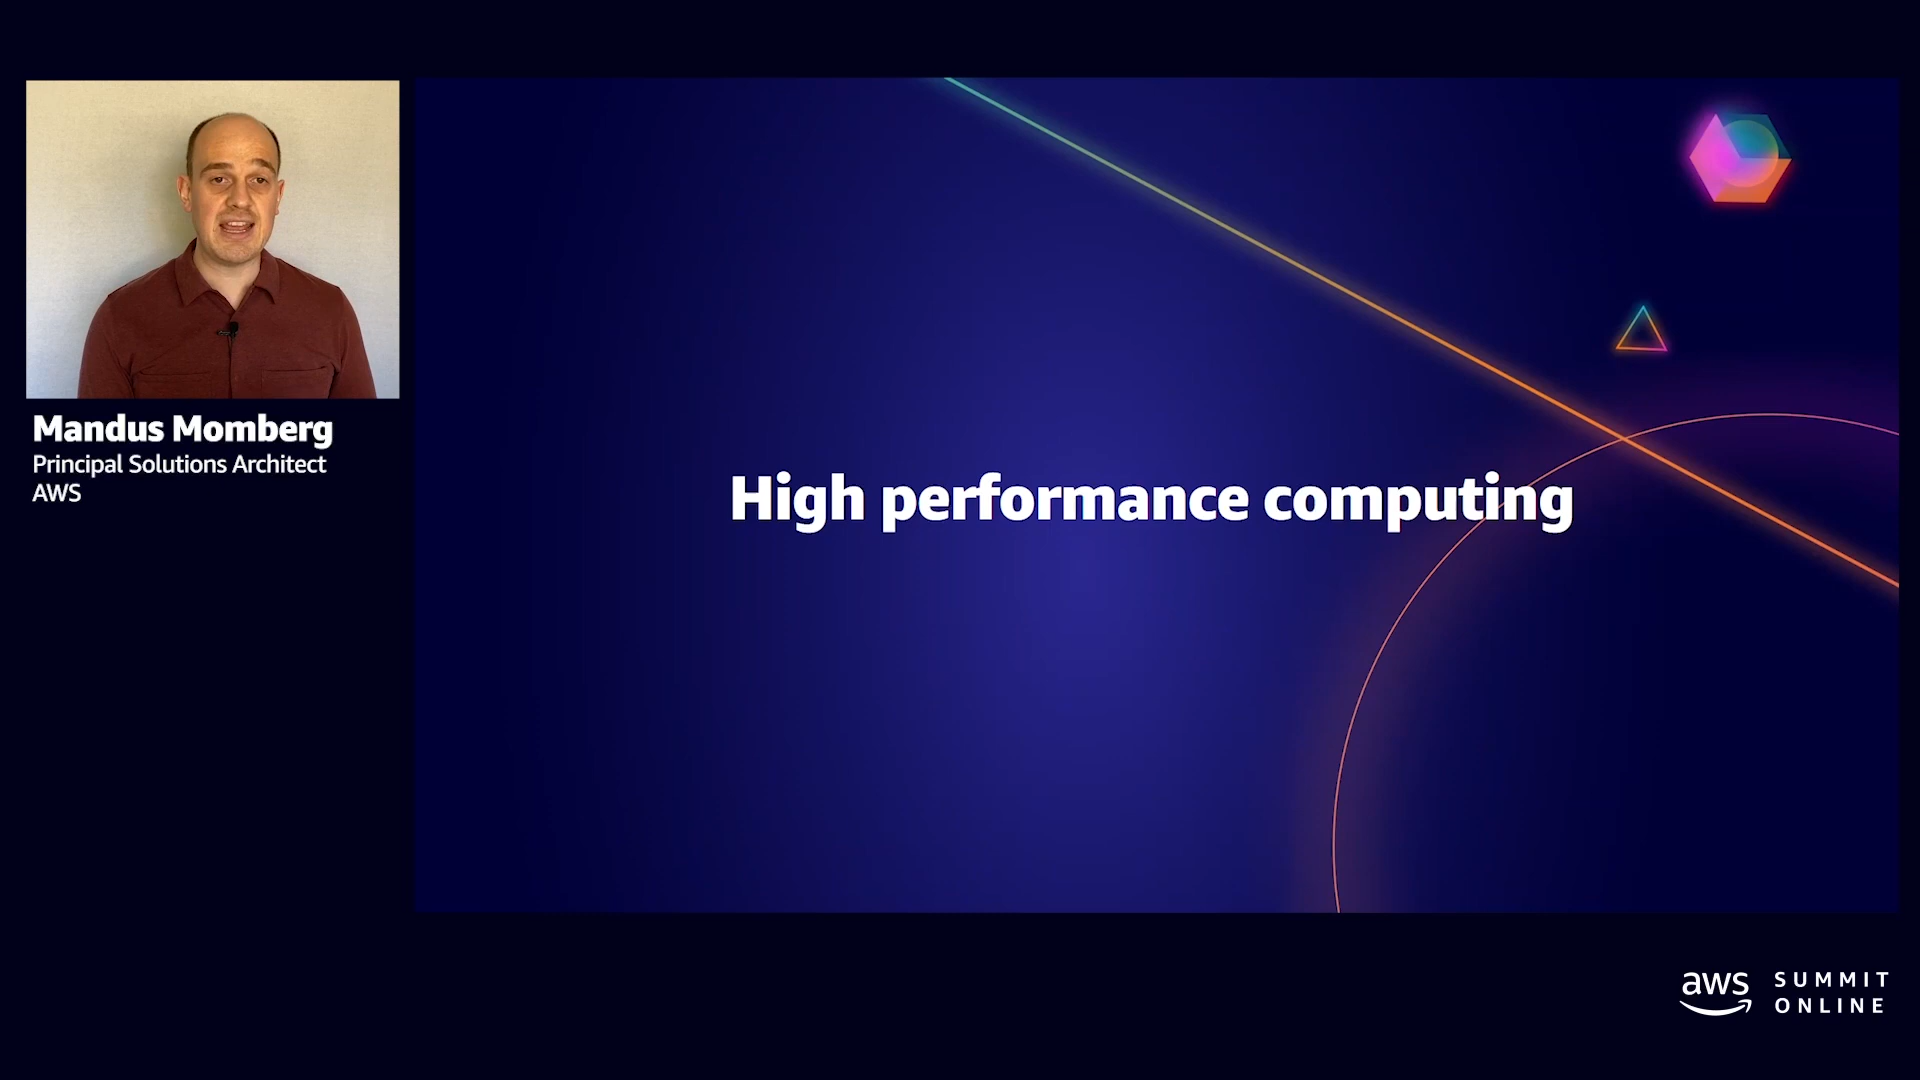 Mandus Momberg
Principal Solutions Architect
AWS
High performance computing
aws
SUMMIT
ONLINE